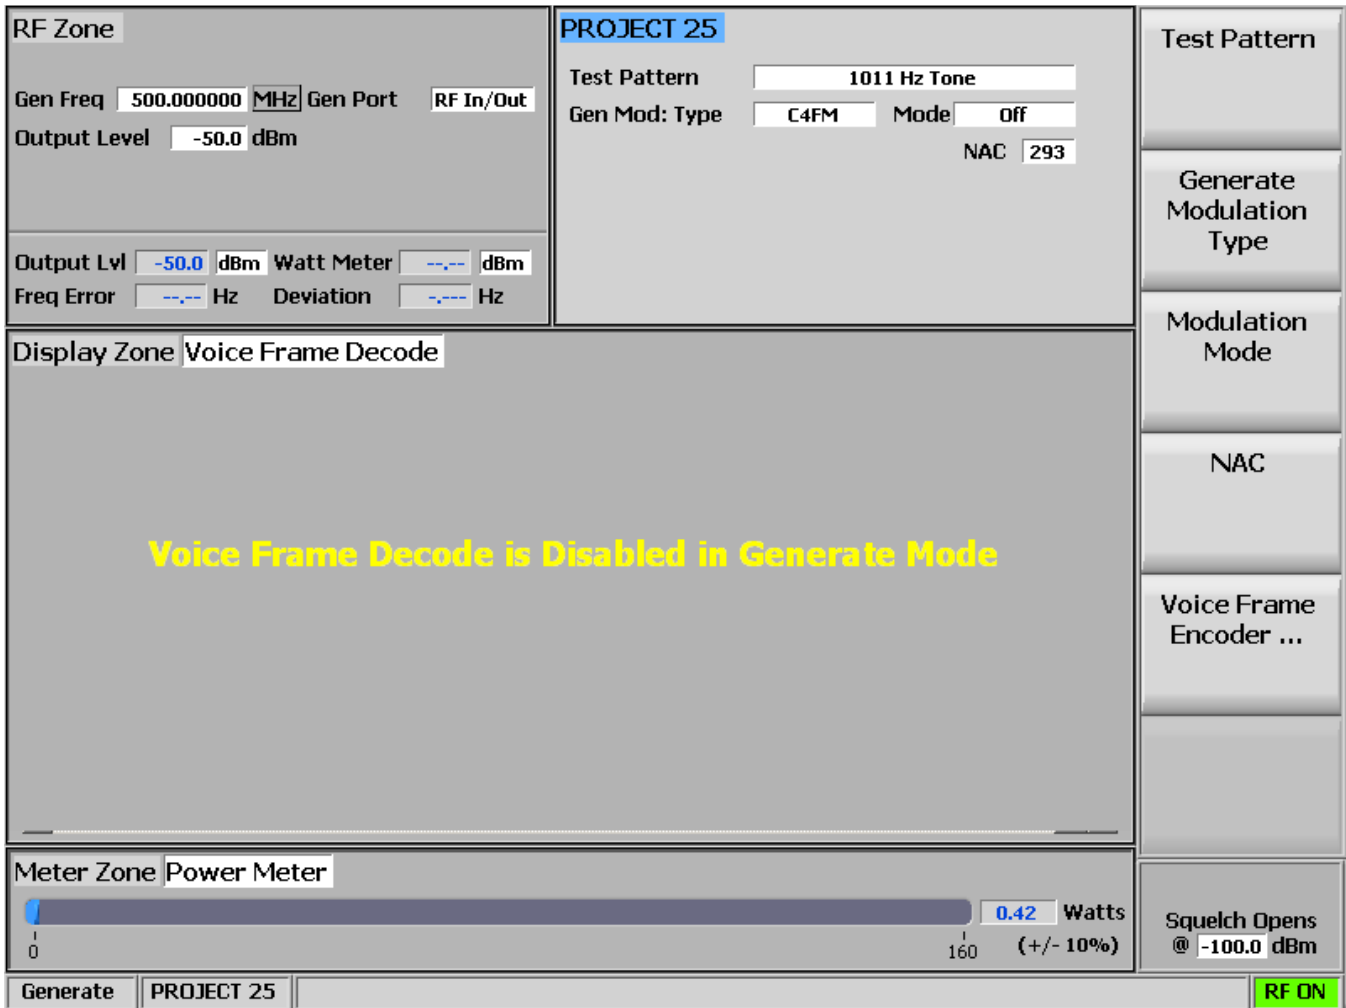 RF Zone
Gen Freq 500.000000 MHz Gen Port RF In/Out
Output Level -50.0 dBm
Output Lvl -50.0 dBm Watt Meter --.-- dBm
Freq Error --.-- Hz Deviation -.--- Hz
PROJECT 25
Test Pattern 1011 Hz Tone
Gen Mod: Type C4FM Mode Off
NAC 293
Display Zone Voice Frame Decode
Voice Frame Decode is Disabled in Generate Mode
Meter Zone Power Meter
0.42 Watts
0 160 (+/- 10%)
Test Pattern
Generate
Modulation
Type
Modulation
Mode
NAC
Voice Frame
Encoder ...
Squelch Opens
@ -100.0 dBm
Generate PROJECT 25 RF ON